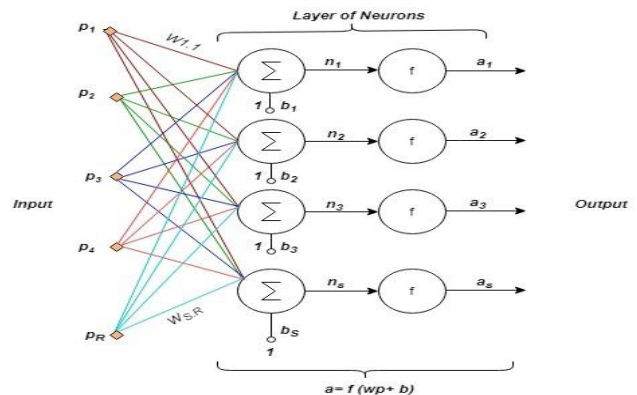 Layer of Neurons
p1
W1.1
Σ n1 f a1
1 b1
p2
Σ n2 f a2
1 b2
p3
Σ n3 f a3
Input
Output
1 b3
p4
Σ ns f as
pR
WS.R
bS
1
a= f (wp+ b)